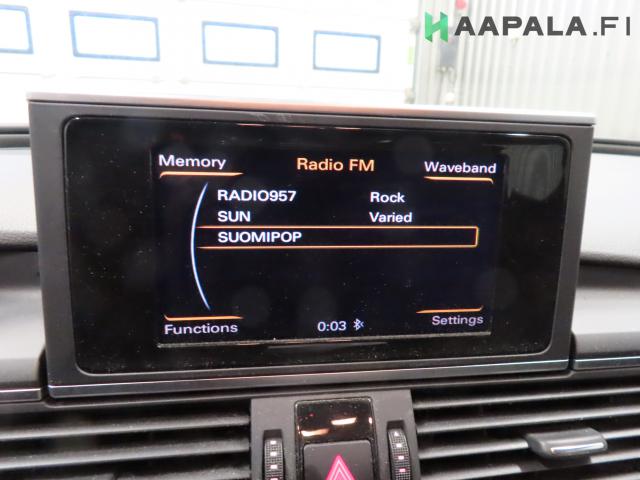 HAAPALA.FI
Memory Radio FM Waveband
RADIO957 Rock
SUN Varied
SUOMIPOP
Functions 0:03 Settings